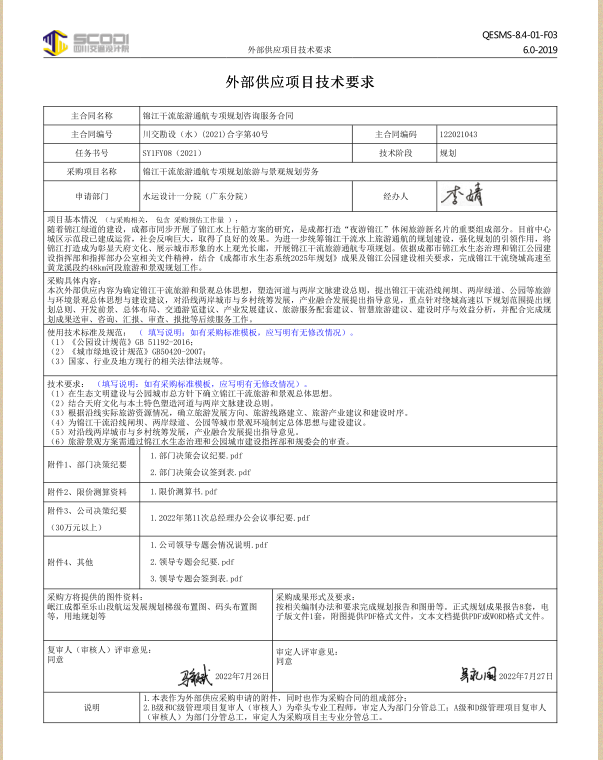 SCODI
四川交通设计院
外部供应项目技术要求
QESMS-8.4-01-F03
6.0-2019
外部供应项目技术要求
主合同名称 锦江干流旅游通航专项规划咨询服务合同
主合同编号 川交勘设（水）(2021)合字第40号 主合同编码 122021043
任务书号 SY1FY08（2021） 技术阶段 规划
采购项目名称 锦江干流旅游通航专项规划旅游与景观规划劳务
申请部门 水运设计一分院（广东分院） 经办人 李婧
项目基本情况 （与采购相关， 包含 采购预估工作量 ）：
随着锦江绿道的建设，成都市同步开展了锦江水上行船方案的研究，是成都打造“夜游锦江”休闲旅游新名片的重要组成部分。目前中心
城区示范段已建成运营，社会反响巨大，取得了良好的效果。为进一步统筹锦江干流水上旅游通航的规划建设，强化规划的引领作用，将
锦江打造成为彰显天府文化、展示城市形象的水上观光长廊，开展锦江干流旅游通航专项规划。依据成都市锦江水生态治理和锦江公园建
设指挥部和指挥部办公室相关文件精神，结合《成都市水生态系统2025年规划》成果及锦江公园建设相关要求，完成锦江干流绕城高速至
黄龙溪段约48km河段旅游和景观规划工作。
采购具体内容：
本次外部供应内容为确定锦江干流旅游和景观总体思想，塑造河道与两岸文脉建设总则，提出锦江干流沿线闸坝、两岸绿道、公园等旅游
与环境景观总体思想与建设建议，对沿线两岸城市与乡村统筹发展，产业融合发展提出指导意见，重点针对绕城高速以下规划范围提出规
划总则、开发前景、总体布局、交通游览建议、产业发展建议、旅游服务配套建议、智慧旅游建议、建设时序与效益分析，并配合完成规
划成果送审、咨询、汇报、审查、报批等后续服务工作。
使用技术标准及规范： （ 填写说明：如有采购标准模板，应写明有无修改情况）。
（1）《公园设计规范》GB 51192-2016；
（2）《城市绿地设计规范》GB50420-2007；
（3）国家、行业及地方现行的相关法律法规等。
技术要求： （填写说明：如有采购标准模板，应写明有无修改情况）。
（1）在生态文明建设与公园城市总方针下确立锦江干流旅游和景观总体思想。
（2）结合天府文化与本土特色塑造河道与两岸文脉建设总则。
（3）根据沿线实际旅游资源情况，确立旅游发展方向、旅游线路建立、旅游产业建议和建设时序。
（4）为锦江干流沿线闸坝、两岸绿道、公园等城市景观环境制定总体思想与建设建议。
（5）对沿线两岸城市与乡村统筹发展，产业融合发展提出指导意见。
（6）旅游景观方案需通过锦江水生态治理和公园城市建设指挥部和规委会的审查。
附件1、部门决策纪要 1.部门决策会议纪要.pdf
2.部门决策会议签到表.pdf
附件2、限价测算资料 1.限价测算书.pdf
附件3、公司决策纪要
（30万元以上） 1.2022年第11次总经理办公会议事纪要.pdf
附件4、其他 1.公司领导专题会情况说明.pdf
2.领导专题会纪要.pdf
3.领导专题会签到表.pdf
采购方将提供的图件资料：
岷江成都至乐山段航运发展规划梯级布置图、码头布置图
等，用地规划等
采购成果形式及要求：
按相关编制办法和要求完成规划报告和图册等。正式规划成果报告8套，电
子版文件1套，附图提供PDF格式文件，文本文档提供PDF或WORD格式文件。
复审人（审核人）评审意见：
同意
2022年7月26日
审定人评审意见：
同意
2022年7月27日
说明 1.本表作为外部供应采购申请的附件，同时也作为采购合同的组成部分；
2.B级和C级管理项目复审人（审核人）为牵头专业工程师。审定人为部门分管总工；A级和D级管理项目复审人
（审核人）为部门分管总工，审定人为采购项目主专业分管总工。